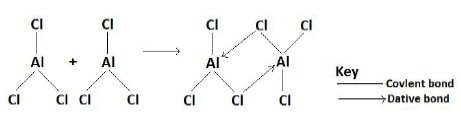 Cl Cl Cl Cl Cl
Al + Al Al Al
Cl Cl Cl Cl Cl Cl Cl
Key
Covlent bond
Dative bond